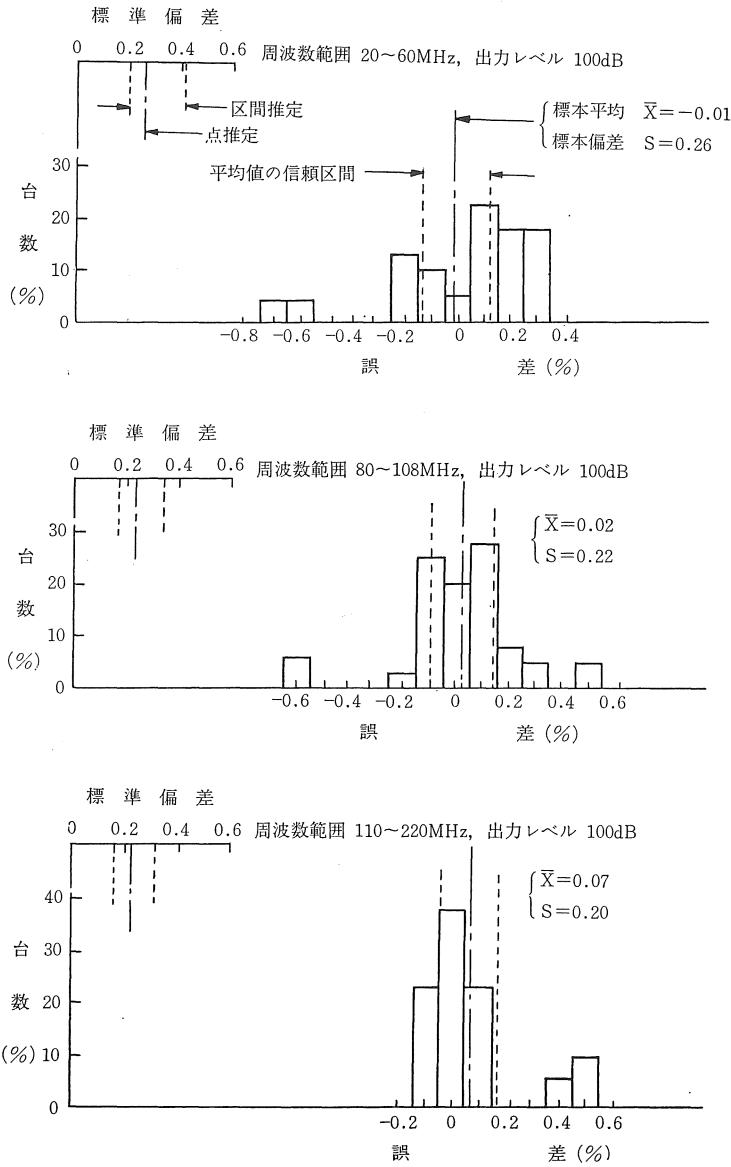 標準偏差
0 0.2 0.4 0.6
周波数範囲 20~60MHz, 出力レベル 100dB
区間推定
点推定
標本平均 X̄=-0.01
標本偏差 S=0.26
平均値の信頼区間
台数(%)
30
20
10
0
-0.8 -0.6 -0.4 -0.2 0 0.2 0.4
誤差(%)
標準偏差
0 0.2 0.4 0.6
周波数範囲 80~108MHz, 出力レベル 100dB
X̄=0.02
S=0.22
台数(%)
30
20
10
0
-0.6 -0.4 -0.2 0 0.2 0.4 0.6
誤差(%)
標準偏差
0 0.2 0.4 0.6
周波数範囲 110~220MHz, 出力レベル 100dB
X̄=0.07
S=0.20
台数(%)
40
30
20
10
0
-0.2 0 0.2 0.4 0.6
誤差(%)